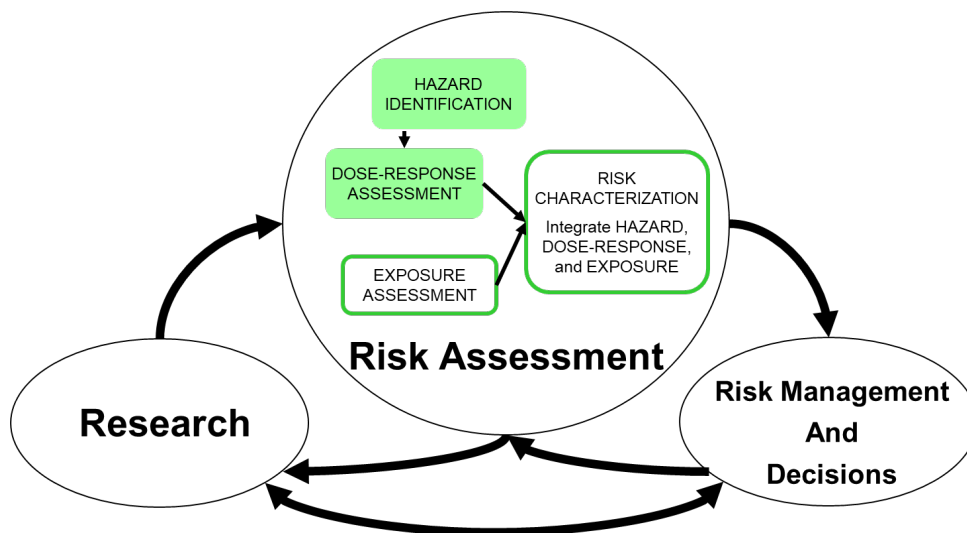 HAZARD
IDENTIFICATION
DOSE-RESPONSE
ASSESSMENT
EXPOSURE
ASSESSMENT
RISK
CHARACTERIZATION
Integrate HAZARD,
DOSE-RESPONSE,
and EXPOSURE
Risk Assessment
Research
Risk Management
And
Decisions